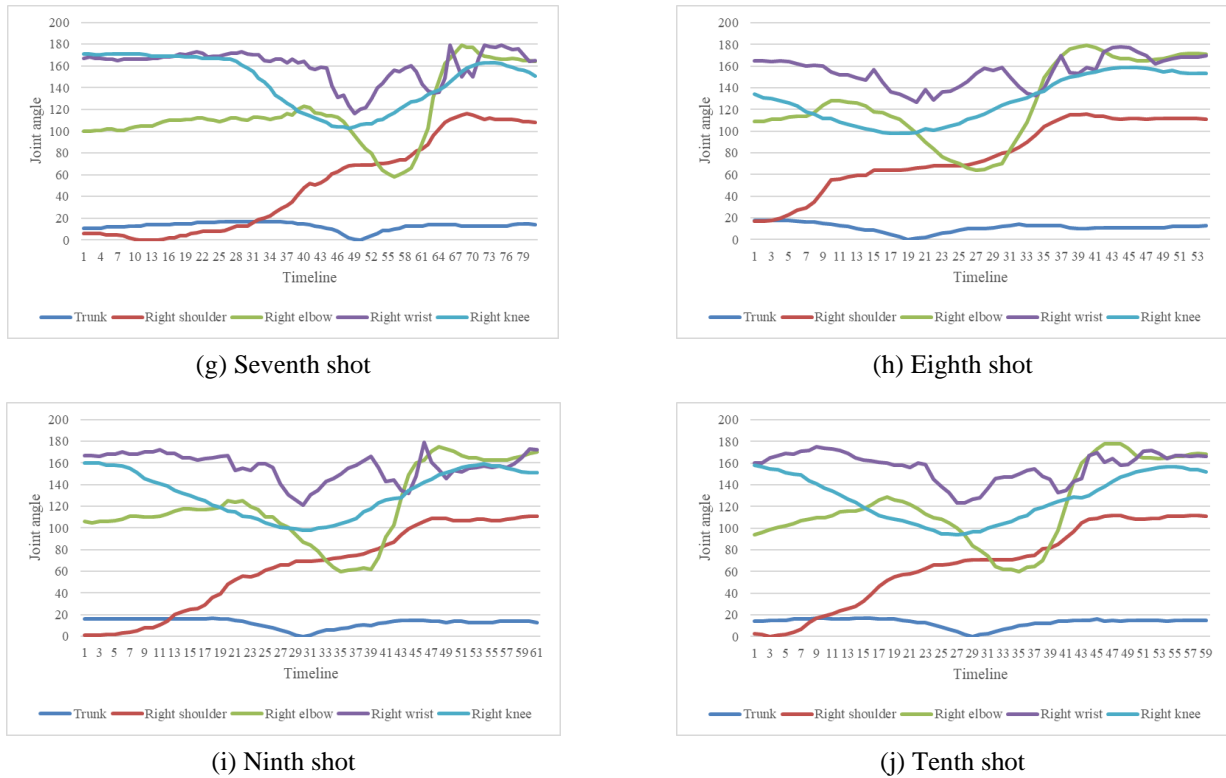 200
180
160
140
120
100
80
60
40
20
0
Joint angle
1 4 7 10 13 16 19 22 25 28 31 34 37 40 43 46 49 52 55 58 61 64 67 70 73 76 79
Timeline
Trunk Right shoulder Right elbow Right wrist Right knee
(g) Seventh shot
200
180
160
140
120
100
80
60
40
20
0
Joint angle
1 3 5 7 9 11 13 15 17 19 21 23 25 27 29 31 33 35 37 39 41 43 45 47 49 51 53
Timeline
Trunk Right shoulder Right elbow Right wrist Right knee
(h) Eighth shot
200
180
160
140
120
100
80
60
40
20
0
Joint angle
1 3 5 7 9 11 13 15 17 19 21 23 25 27 29 31 33 35 37 39 41 43 45 47 49 51 53 55 57 59 61
Timeline
Trunk Right shoulder Right elbow Right wrist Right knee
(i) Ninth shot
200
180
160
140
120
100
80
60
40
20
0
Joint angle
1 3 5 7 9 11 13 15 17 19 21 23 25 27 29 31 33 35 37 39 41 43 45 47 49 51 53 55 57 59
Timeline
Trunk Right shoulder Right elbow Right wrist Right knee
(j) Tenth shot